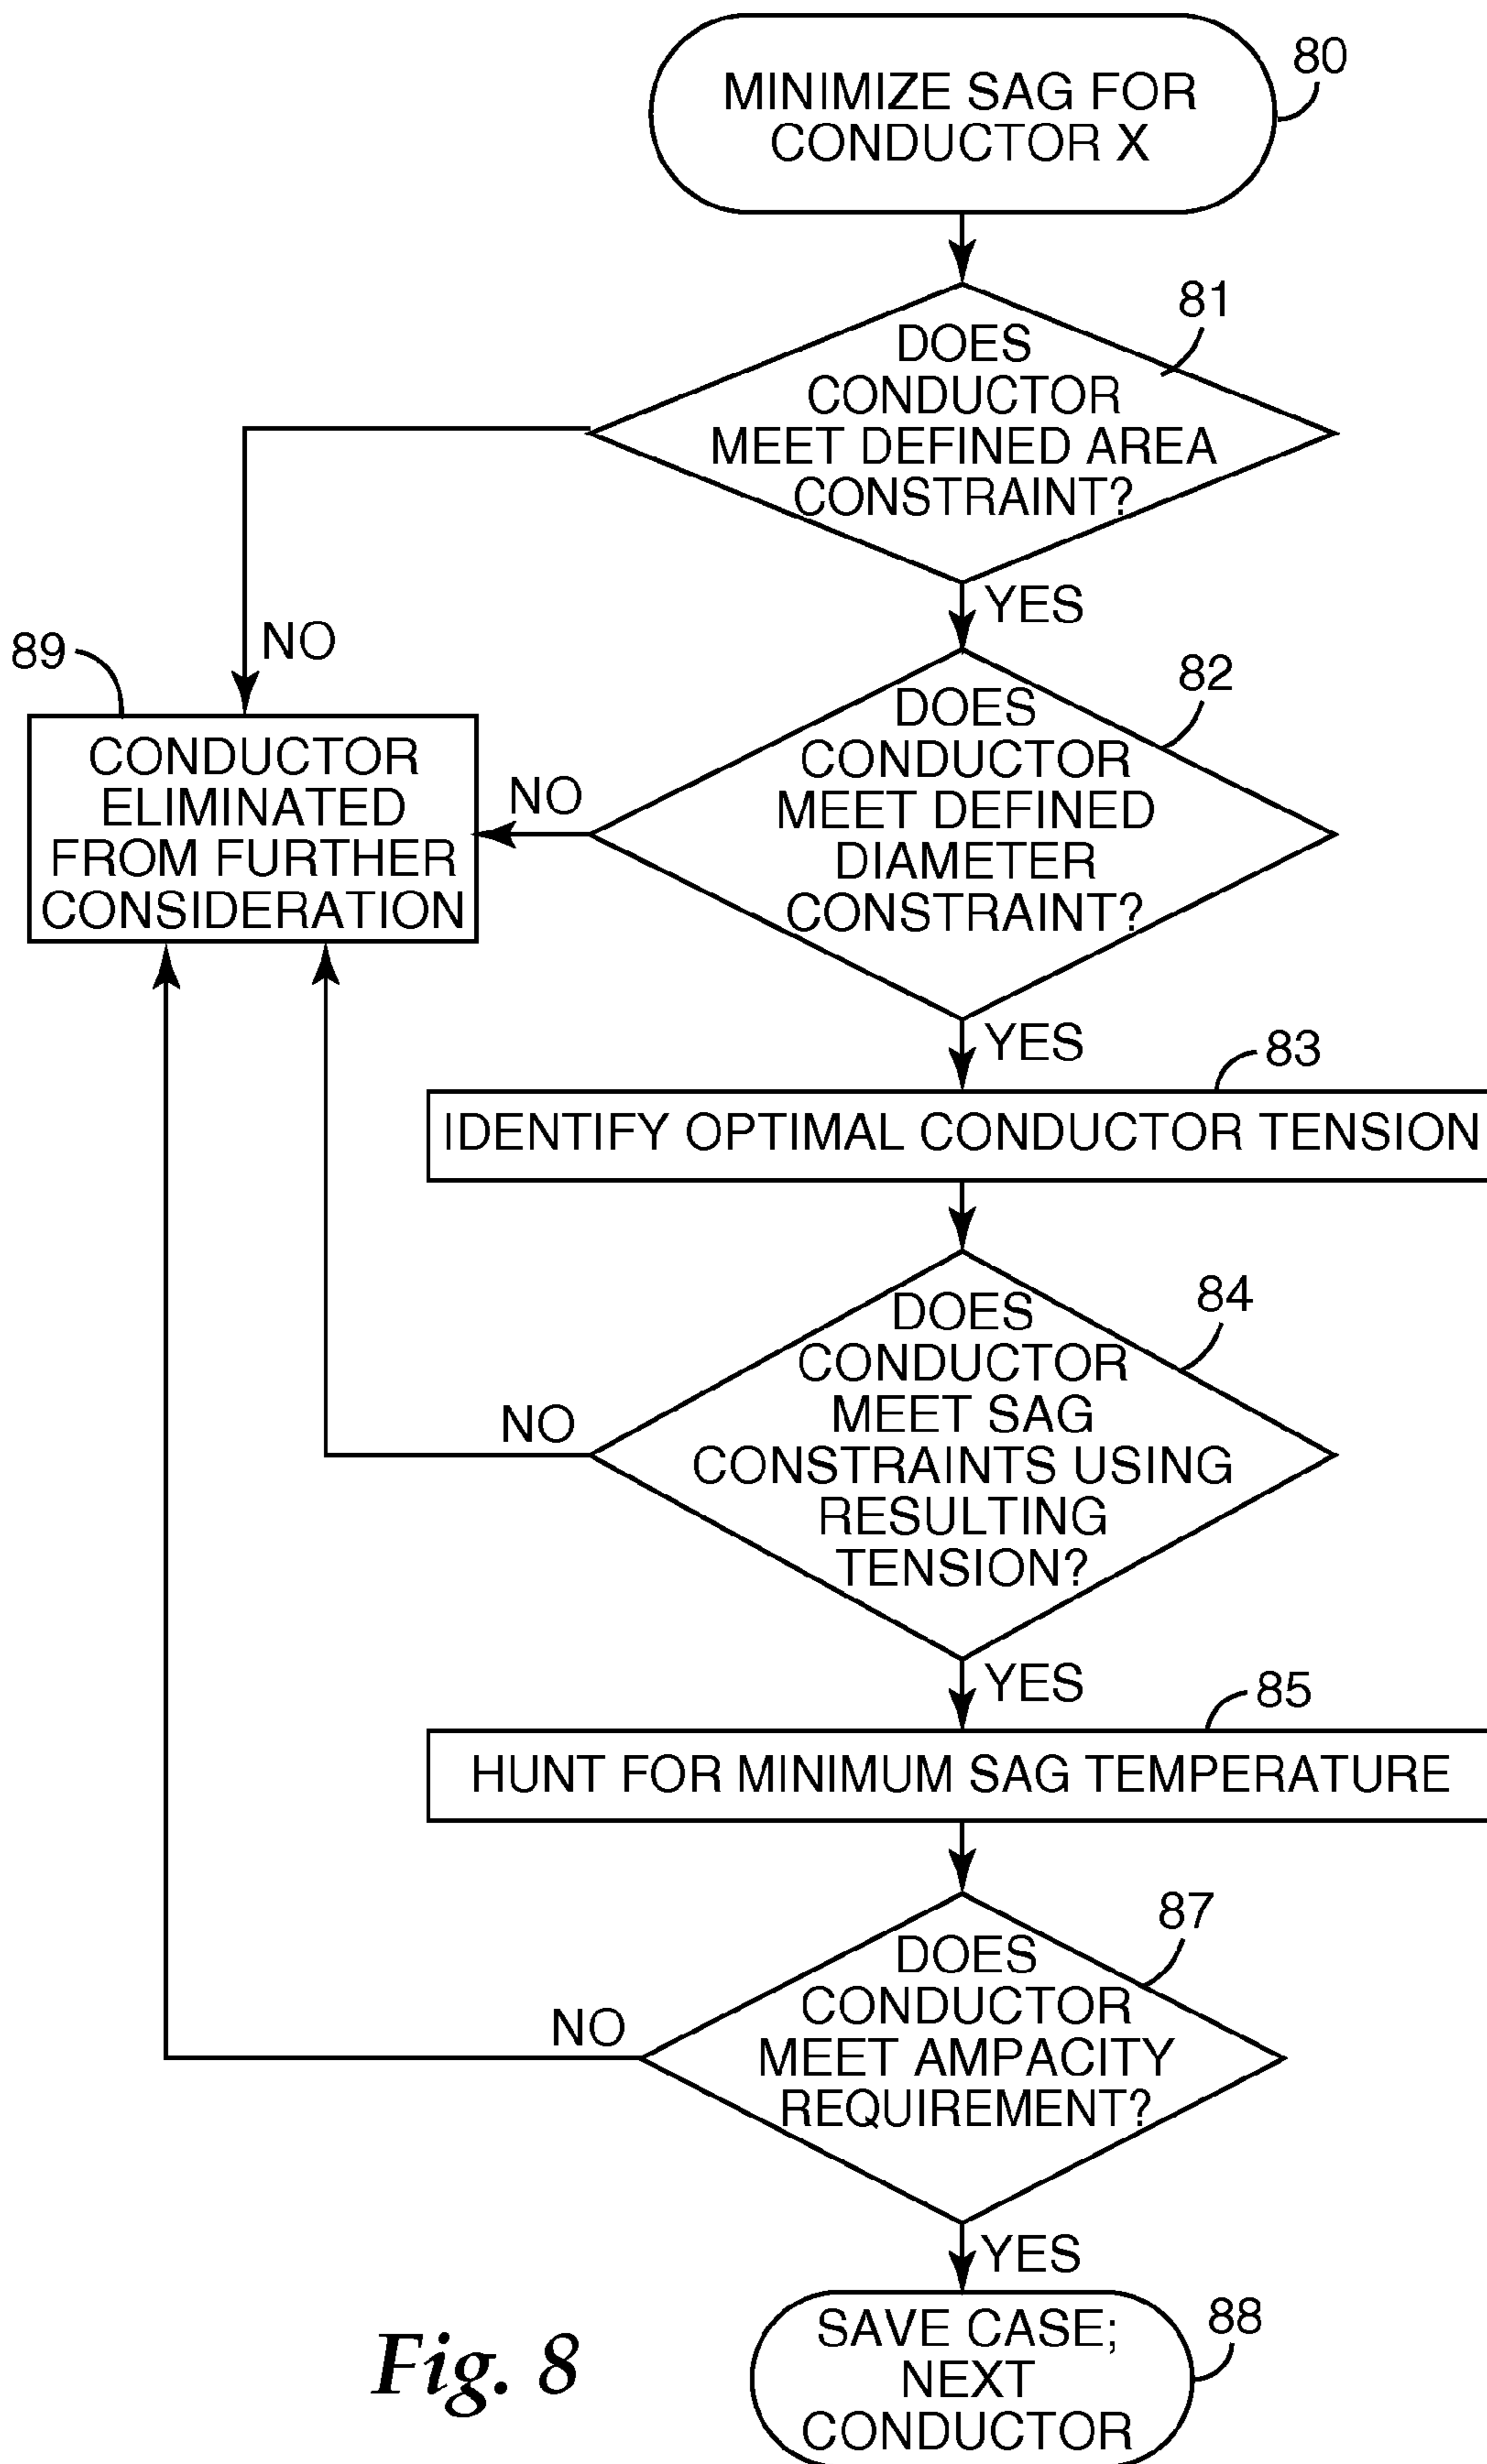 MINIMIZE SAG FOR
CONDUCTOR X
80
81
DOES
CONDUCTOR
MEET DEFINED AREA
CONSTRAINT?
YES
NO
89
CONDUCTOR
ELIMINATED
FROM FURTHER
CONSIDERATION
82
DOES
CONDUCTOR
MEET DEFINED
DIAMETER
CONSTRAINT?
NO
YES
83
IDENTIFY OPTIMAL CONDUCTOR TENSION
84
DOES
CONDUCTOR
MEET SAG
CONSTRAINTS USING
RESULTING
TENSION?
NO
YES
85
HUNT FOR MINIMUM SAG TEMPERATURE
87
DOES
CONDUCTOR
MEET AMPACITY
REQUIREMENT?
NO
YES
88
SAVE CASE;
NEXT
CONDUCTOR
Fig. 8